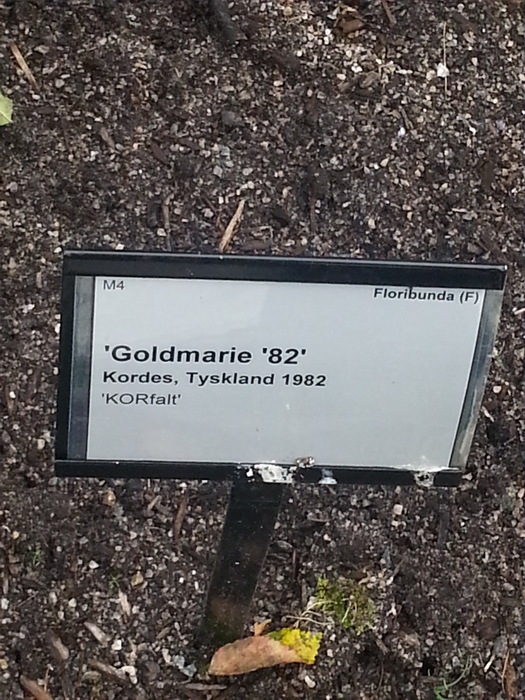 M4
Floribunda (F)
'Goldmarie '82'
Kordes, Tyskland 1982
'KORfalt'